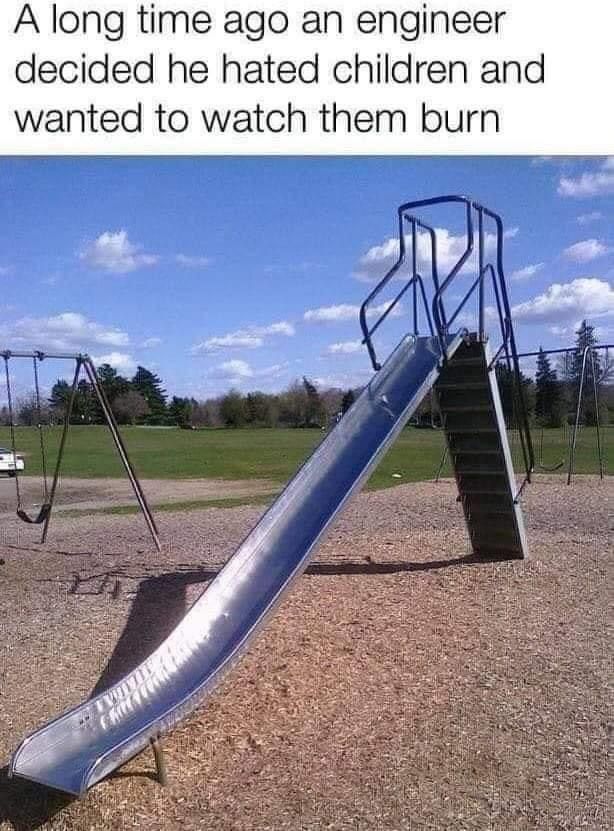 A long time ago an engineer
decided he hated children and
wanted to watch them burn